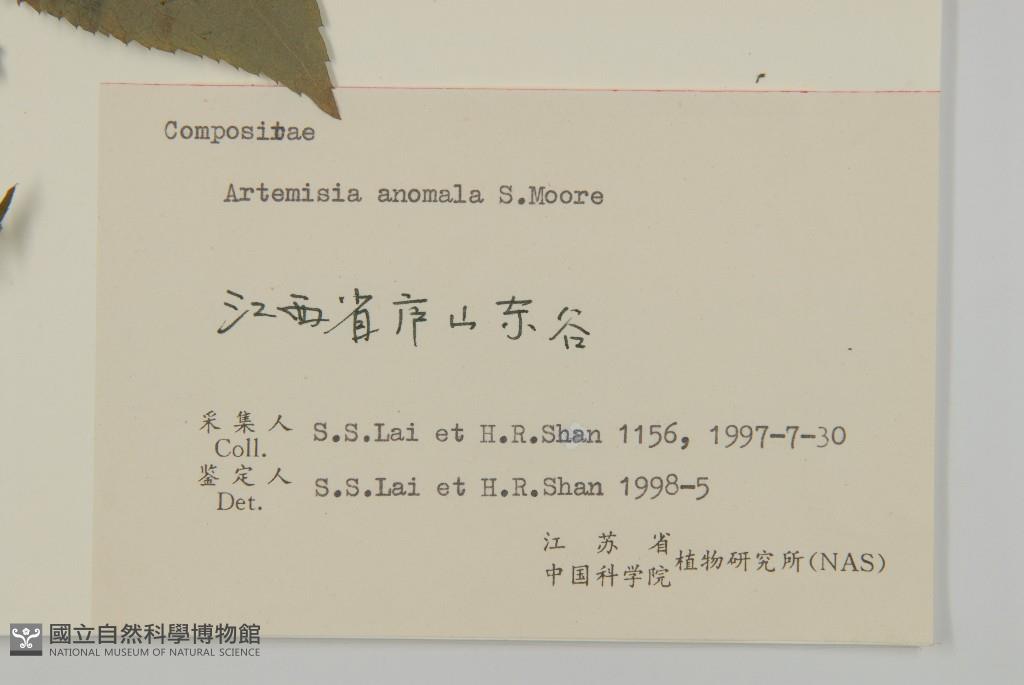 Compositae
Artemisia anomala S.Moore
江西省庐山东谷
采集人 S.S.Lai et H.R.Shan 1156, 1997-7-30
Coll.
鉴定人 S.S.Lai et H.R.Shan 1998-5
Det.
江苏省
中国科学院 植物研究所(NAS)
國立自然科學博物館
NATIONAL MUSEUM OF NATURAL SCIENCE